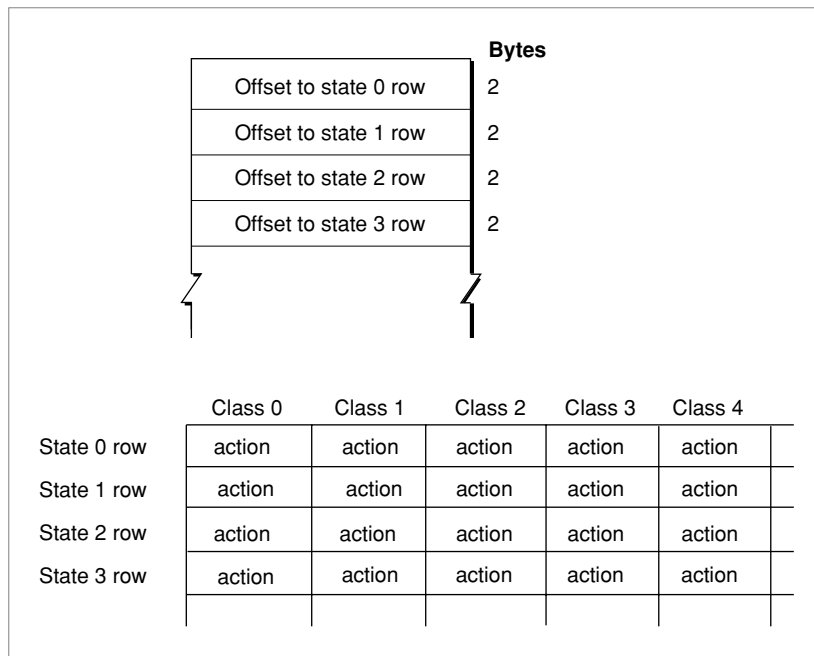 Bytes
Offset to state 0 row 2
Offset to state 1 row 2
Offset to state 2 row 2
Offset to state 3 row 2
Class 0 Class 1 Class 2 Class 3 Class 4
State 0 row action action action action action
State 1 row action action action action action
State 2 row action action action action action
State 3 row action action action action action